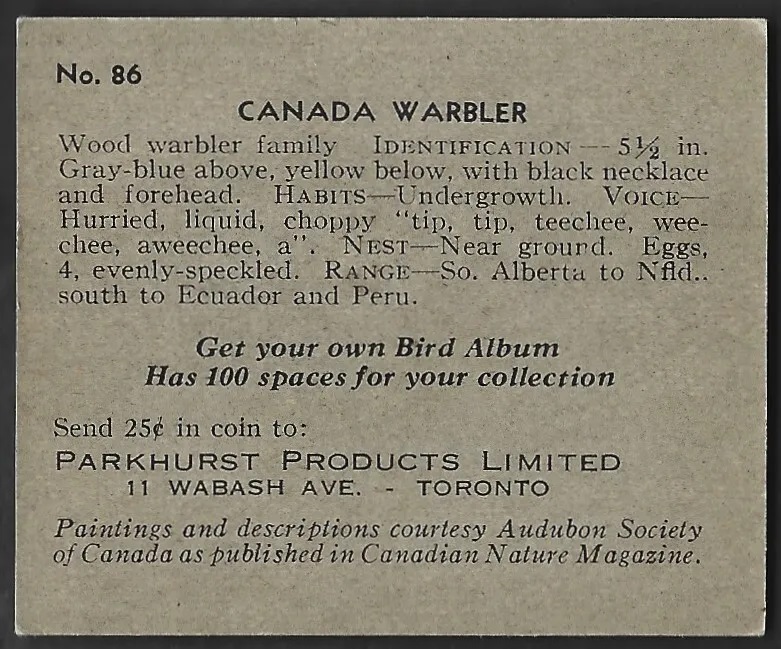 No. 86
CANADA WARBLER
Wood warbler family IDENTIFICATION — 5½ in.
Gray-blue above, yellow below, with black necklace
and forehead. HABITS—Undergrowth. VOICE—
Hurried, liquid, choppy "tip, tip, teechee, wee-
chee, aweechee, a". NEST—Near ground. Eggs,
4, evenly-speckled. RANGE—So. Alberta to Nfld..
south to Ecuador and Peru.
Get your own Bird Album
Has 100 spaces for your collection
Send 25¢ in coin to:
PARKHURST PRODUCTS LIMITED
11 WABASH AVE. - TORONTO
Paintings and descriptions courtesy Audubon Society
of Canada as published in Canadian Nature Magazine.